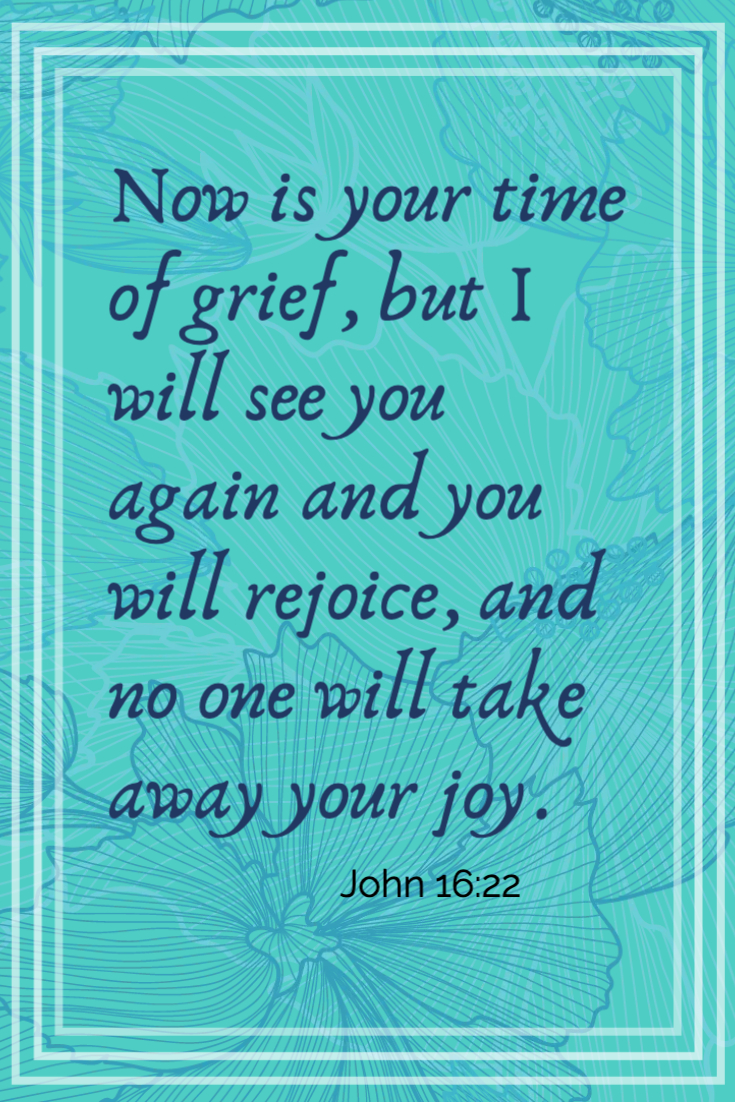 Now is your time
of grief, but I
will see you
again and you
will rejoice, and
no one will take
away your joy.
John 16:22